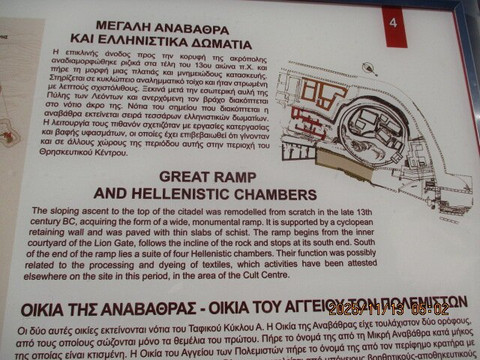 4
ΜΕΓΑΛΗ ΑΝΑΒΑΘΡΑ
ΚΑΙ ΕΛΛΗΝΙΣΤΙΚΑ ΔΩΜΑΤΙΑ
Η επικλινής άνοδος προς την κορυφή της ακρόπολης
αναδιαμορφώθηκε ριζικά στα τέλη του 13ου αιώνα π.Χ. και
πήρε τη μορφή μιας πλατιάς και μνημειώδους κατασκευής.
Στηρίζεται σε κυκλώπειο αναλημματικό τοίχο και ήταν στρωμένη
με λεπτούς σχιστόλιθους. Ξεκινά μετά την εσωτερική αυλή της
Πύλης των Λεόντων και ανερχόμενη τον βράχο διακόπτεται
στο νότιο άκρο της. Νότια του σημείου που διακόπτεται η
αναβάθρα εκτείνεται σειρά τεσσάρων ελληνιστικών δωματίων.
Η λειτουργία τους πιθανόν σχετιζόταν με εργασίες κατεργασίας
και βαφής υφασμάτων, οι οποίες έχει επιβεβαιωθεί ότι γίνονταν
και σε άλλους χώρους της περιόδου αυτής στην περιοχή του
Θρησκευτικού Κέντρου.
GREAT RAMP
AND HELLENISTIC CHAMBERS
The sloping ascent to the top of the citadel was remodelled from scratch in the late 13th
century BC, acquiring the form of a wide, monumental ramp. It is supported by a cyclopean
retaining wall and was paved with thin slabs of schist. The ramp begins from the inner
courtyard of the Lion Gate, follows the incline of the rock and stops at its south end. South
of the end of the ramp lies a suite of four Hellenistic chambers. Their function was possibly
related to the processing and dyeing of textiles, which activities have been attested
elsewhere on the site in this period, in the area of the Cult Centre.
2020/11/13 08:02
ΟΙΚΙΑ ΤΗΣ ΑΝΑΒΑΘΡΑΣ - ΟΙΚΙΑ ΤΟΥ ΑΓΓΕΙΟΥ ΤΩΝ ΠΟΛΕΜΙΣΤΩΝ
Οι δύο αυτές οικίες εκτείνονται νότια του Ταφικού Κύκλου Α. Η Οικία της Αναβάθρας είχε τουλάχιστον δύο ορόφους,
από τους οποίους σώζονται μόνο τα θεμέλια του πρώτου. Πήρε το όνομά της από τη Μικρή Αναβάθρα κατά μήκος
της οποίας είναι κτισμένη. Η Οικία του Αγγείου των Πολεμιστών πήρε το όνομά της από τον περίφημο κρατήρα με